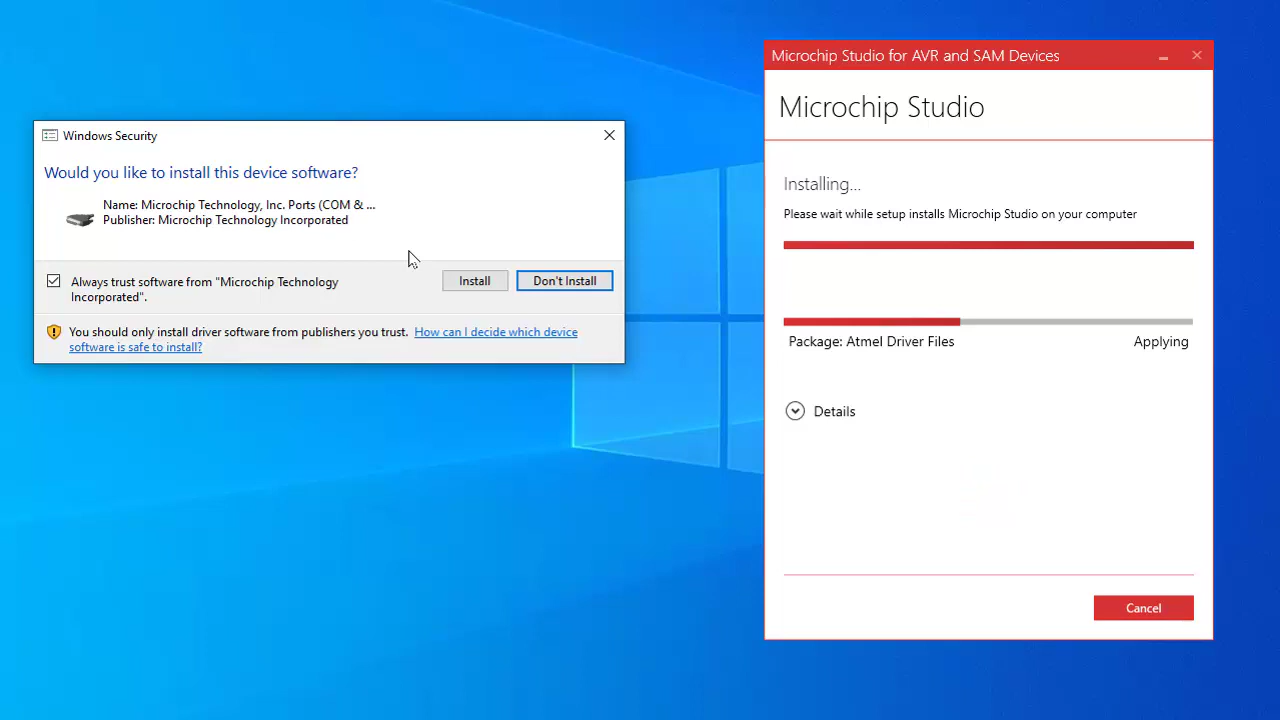 Windows Security
Would you like to install this device software?
Name: Microchip Technology, Inc. Ports (COM & ...
Publisher: Microchip Technology Incorporated
Always trust software from "Microchip Technology
Incorporated".
Install
Don't Install
You should only install driver software from publishers you trust. How can I decide which device
software is safe to install?
Microchip Studio for AVR and SAM Devices
Microchip Studio
Installing...
Please wait while setup installs Microchip Studio on your computer
Package: Atmel Driver Files
Applying
Details
Cancel